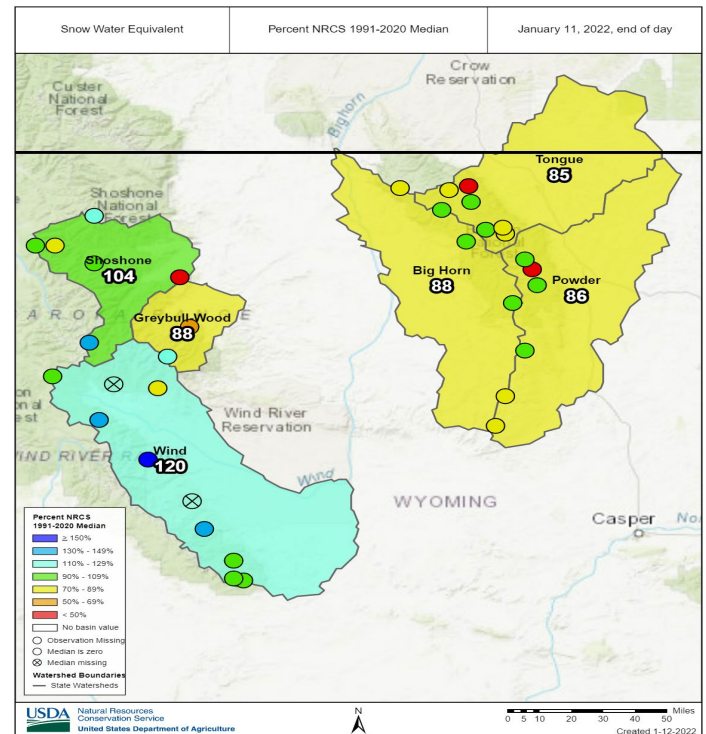 Snow Water Equivalent
Percent NRCS 1991-2020 Median
January 11, 2022, end of day
Crow
Reservation
Custer
National
Forest
Bighorn
Tongue
85
Shoshone
National
Forest
Shoshone
104
Big Horn
88
Powder
86
Greybull-Wood
88
Wind River
Reservation
WIND RIVER R
Wind
120
Wind
WYOMING
Casper
Percent NRCS
1991-2020 Median
≥ 150%
130% - 149%
110% - 129%
90% - 109%
70% - 89%
50% - 69%
< 50%
No basin value
Observation Missing
Median is zero
Median missing
Watershed Boundaries
State Watersheds
USDA
Natural Resources
Conservation Service
United States Department of Agriculture
N
0 5 10 20 30 40 50 Miles
Created 1-12-2022